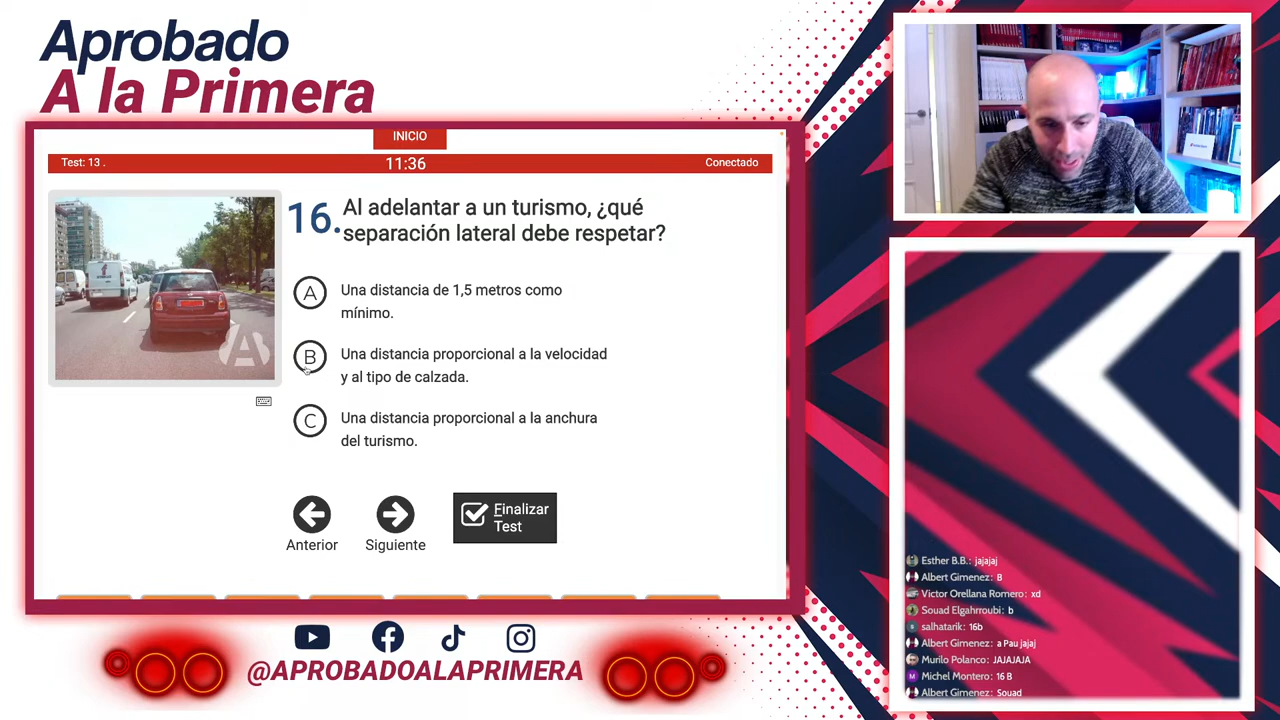 Aprobado
A la Primera
INICIO
Test: 13 .
11:36
Conectado
16.
Al adelantar a un turismo, ¿qué
separación lateral debe respetar?
A
Una distancia de 1,5 metros como
mínimo.
B
Una distancia proporcional a la velocidad
y al tipo de calzada.
C
Una distancia proporcional a la anchura
del turismo.
Anterior
Siguiente
Finalizar
Test
@APROBADOALAPRIMERA
Esther B.B.: jajajaj
Albert Gimenez: B
Victor Orellana Romero: xd
Souad Elgahrroubi: b
salhatarik: 16b
Albert Gimenez: a Pau jajaj
Murilo Polanco: JAJAJAJA
Michel Montero: 16 B
Albert Gimenez: Souad